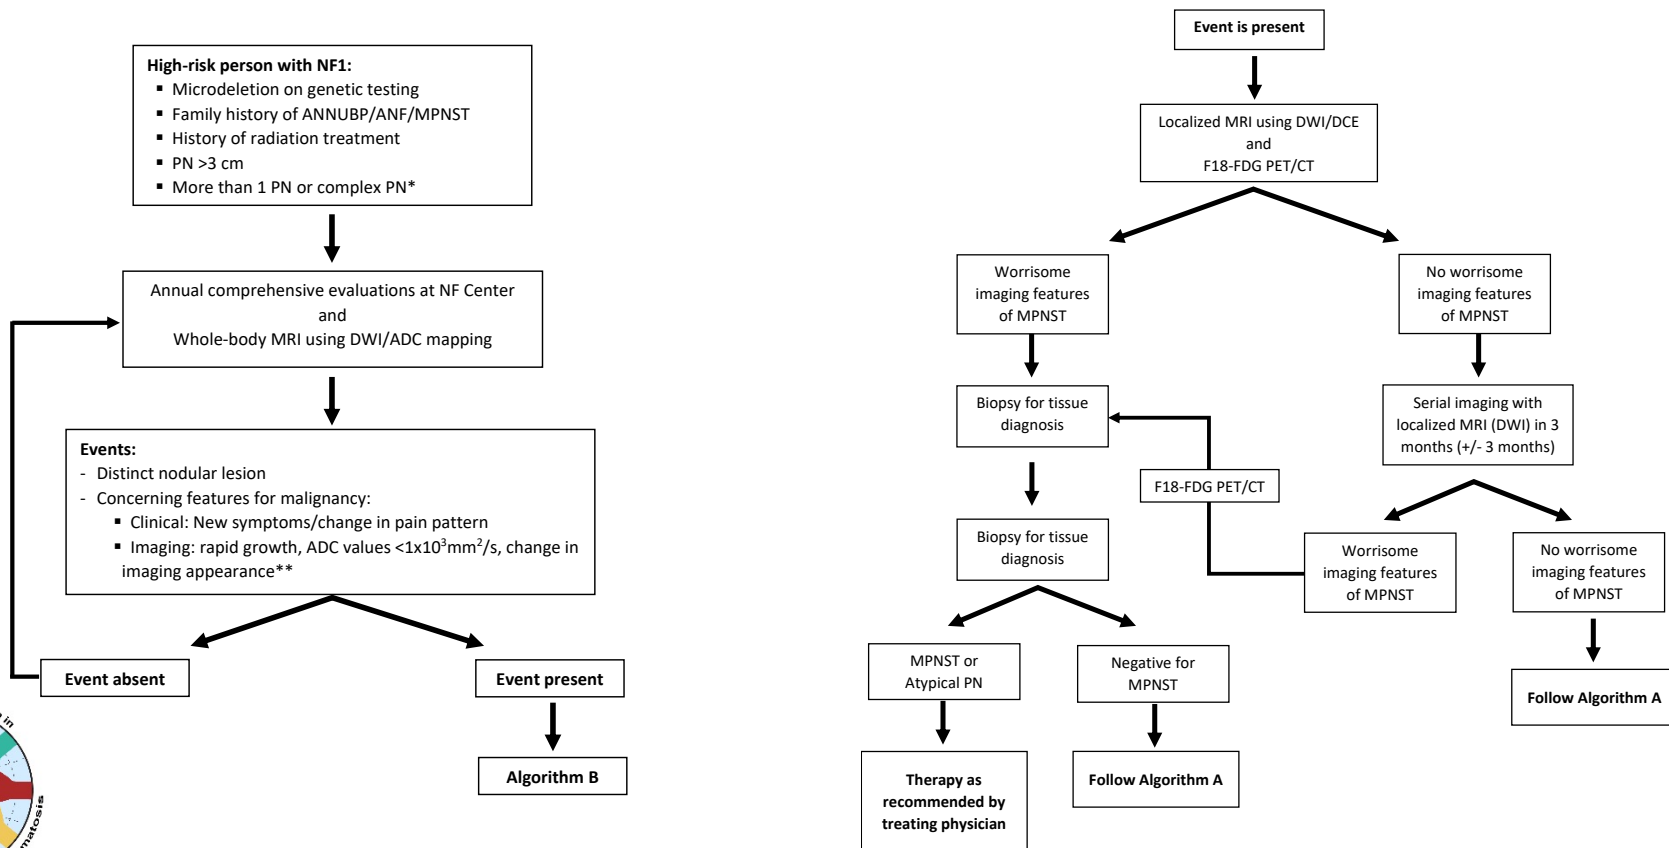 High-risk person with NF1:
▪ Microdeletion on genetic testing
▪ Family history of ANNUBP/ANF/MPNST
▪ History of radiation treatment
▪ PN >3 cm
▪ More than 1 PN or complex PN*
Annual comprehensive evaluations at NF Center
and
Whole-body MRI using DWI/ADC mapping
Events:
- Distinct nodular lesion
- Concerning features for malignancy:
▪ Clinical: New symptoms/change in pain pattern
▪ Imaging: rapid growth, ADC values <1x10³mm²/s, change in
imaging appearance**
Event absent
Event present
Algorithm B
in
matosis
Event is present
Localized MRI using DWI/DCE
and
F18-FDG PET/CT
Worrisome
imaging features
of MPNST
No worrisome
imaging features
of MPNST
Biopsy for tissue
diagnosis
Serial imaging with
localized MRI (DWI) in 3
months (+/- 3 months)
F18-FDG PET/CT
Biopsy for tissue
diagnosis
Worrisome
imaging features
of MPNST
No worrisome
imaging features
of MPNST
MPNST or
Atypical PN
Negative for
MPNST
Follow Algorithm A
Therapy as
recommended by
treating physician
Follow Algorithm A